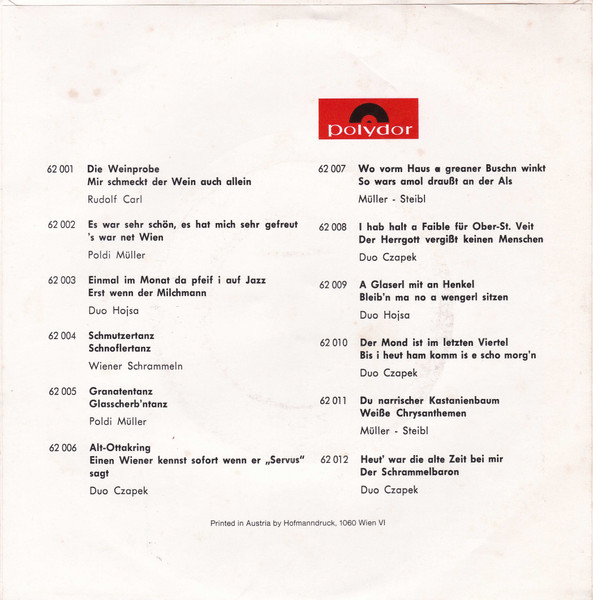 polydor
62 001 Die Weinprobe
Mir schmeckt der Wein auch allein
Rudolf Carl
62 002 Es war sehr schön, es hat mich sehr gefreut
's war net Wien
Poldi Müller
62 003 Einmal im Monat da pfeif i auf Jazz
Erst wenn der Milchmann
Duo Hojsa
62 004 Schmutzertanz
Schnoflertanz
Wiener Schrammeln
62 005 Granatentanz
Glasscherb'ntanz
Poldi Müller
62 006 Alt-Ottakring
Einen Wiener kennst sofort wenn er „Servus“
sagt
Duo Czapek
62 007 Wo vorm Haus a greaner Buschn winkt
So wars amol draußt an der Als
Müller - Steibl
62 008 I hab halt a Faible für Ober-St. Veit
Der Herrgott vergißt keinen Menschen
Duo Czapek
62 009 A Glaserl mit an Henkel
Bleib'n ma no a wengerl sitzen
Duo Hojsa
62 010 Der Mond ist im letzten Viertel
Bis i heut ham komm is e scho morg'n
Duo Czapek
62 011 Du narrischer Kastanienbaum
Weiße Chrysanthemen
Müller - Steibl
62 012 Heut' war die alte Zeit bei mir
Der Schrammelbaron
Duo Czapek
Printed in Austria by Hofmanndruck, 1060 Wien VI